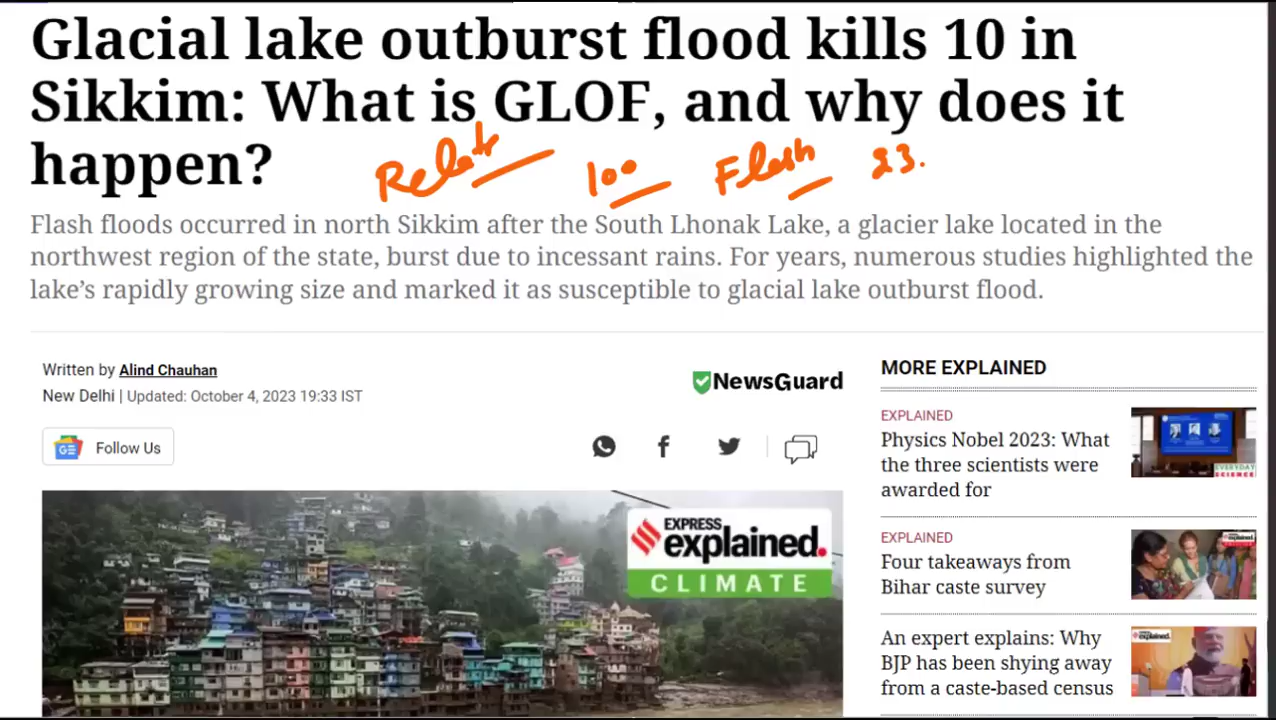 Glacial lake outburst flood kills 10 in
Sikkim: What is GLOF, and why does it
happen?
100 Flash 23.
Flash floods occurred in north Sikkim after the South Lhonak Lake, a glacier lake located in the
northwest region of the state, burst due to incessant rains. For years, numerous studies highlighted the
lake’s rapidly growing size and marked it as susceptible to glacial lake outburst flood.
Written by Alind Chauhan
New Delhi | Updated: October 4, 2023 19:33 IST
NewsGuard
GE Follow Us
EXPRESS
explained.
CLIMATE
MORE EXPLAINED
EXPLAINED
Physics Nobel 2023: What
the three scientists were
awarded for
EVERYDAY
SCIENCE
EXPLAINED
Four takeaways from
Bihar caste survey
An expert explains: Why
BJP has been shying away
from a caste-based census
explained.